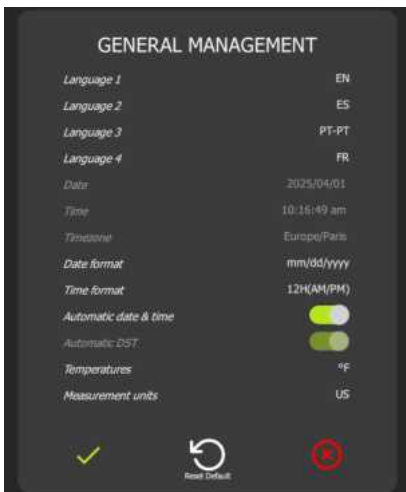 GENERAL MANAGEMENT
Language 1 EN
Language 2 ES
Language 3 PT-PT
Language 4 FR
Date 2025/04/01
Time 10:16:49 am
Timezone Europe/Paris
Date format mm/dd/yyyy
Time format 12H(AM/PM)
Automatic date & time
Automatic DST
Temperatures °F
Measurement units US
Reset Default